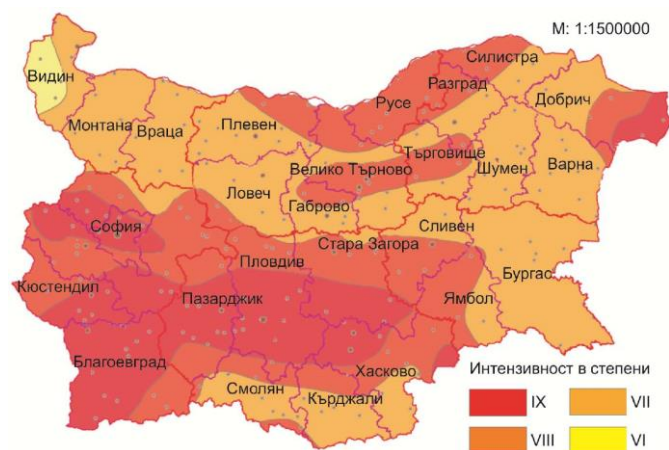 М: 1:1500000
Силистра
Видин
Разград
Русе
Добрич
Монтана
Враца
Плевен
Търговище
Велико Търново
Шумен
Варна
Ловеч
Габрово
София
Сливен
Стара Загора
Пловдив
Бургас
Кюстендил
Пазарджик
Ямбол
Благоевград
Хасково
Смолян
Кърджали
Интензивност в степени
IX
VII
VIII
VI